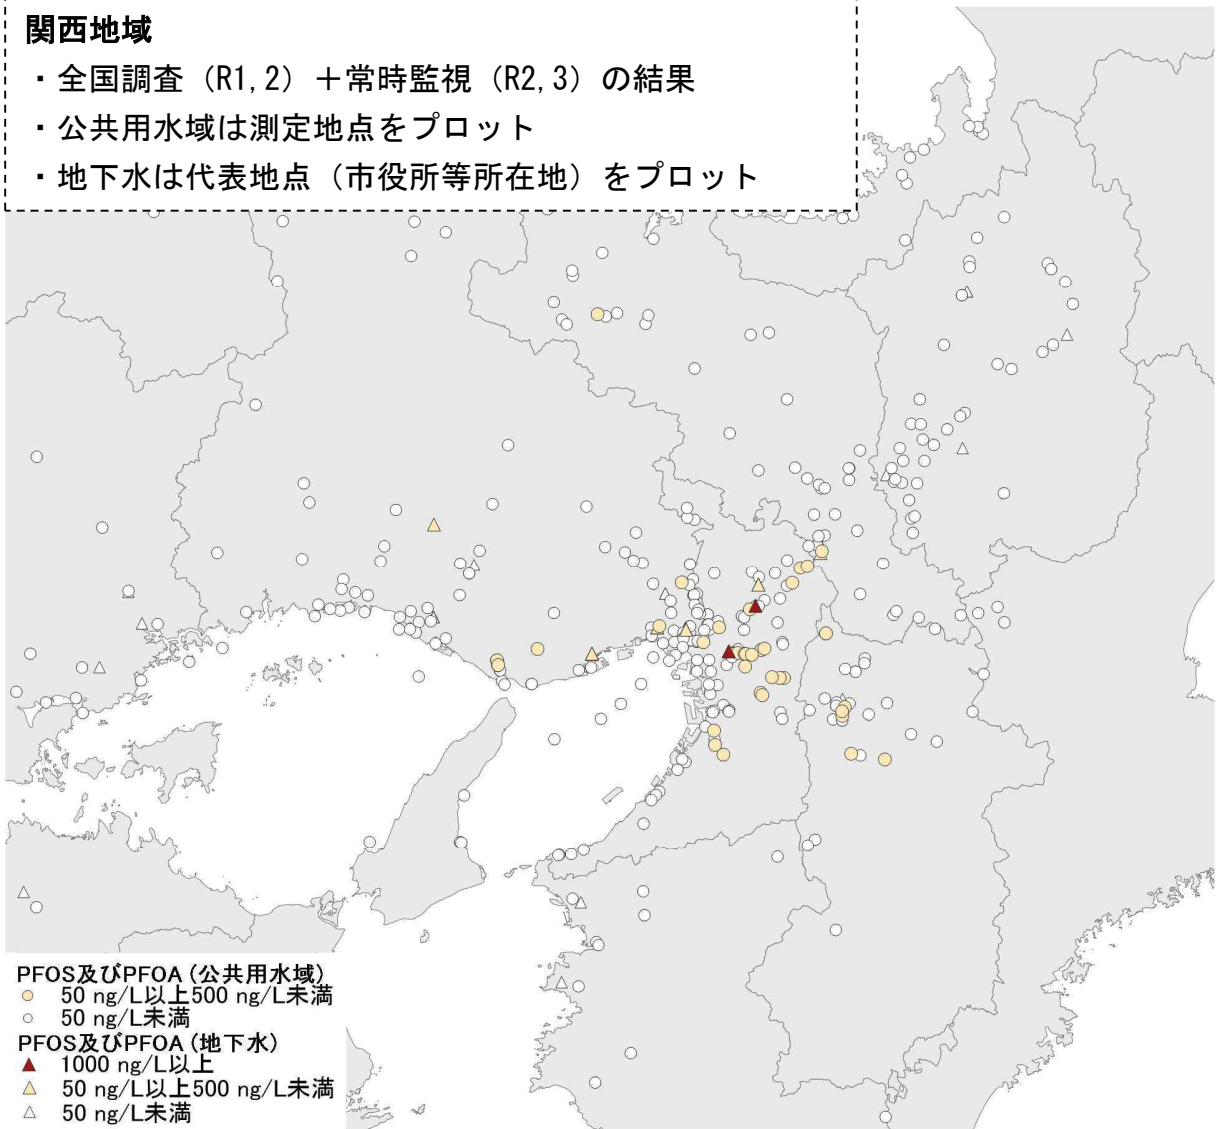 関西地域
・全国調査（R1,2）＋常時監視（R2,3）の結果
・公共用水域は測定地点をプロット
・地下水は代表地点（市役所等所在地）をプロット
PFOS及びPFOA(公共用水域)
50 ng/L以上500 ng/L未満
50 ng/L未満
PFOS及びPFOA(地下水)
1000 ng/L以上
50 ng/L以上500 ng/L未満
50 ng/L未満